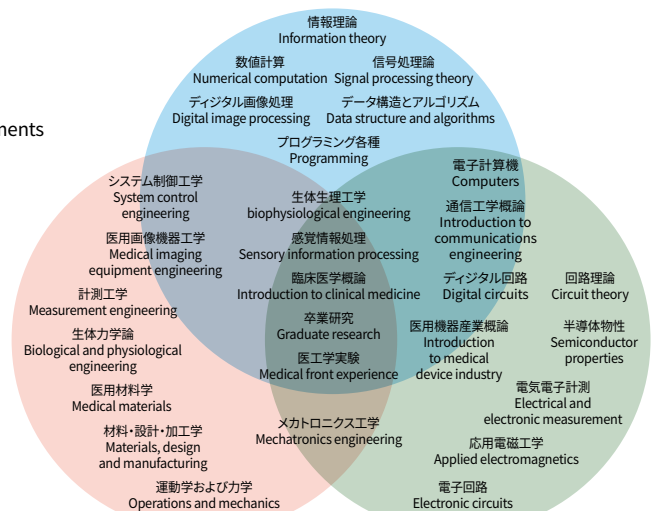 情報理論
Information theory
数値計算
Numerical computation
信号処理論
Signal processing theory
ディジタル画像処理
Digital image processing
データ構造とアルゴリズム
Data structure and algorithms
ments
プログラミング各種
Programming
電子計算機
Computers
システム制御工学
System control
engineering
生体生理工学
biophysiological engineering
通信工学概論
Introduction to
communications
engineering
医用画像機器工学
Medical imaging
equipment engineering
感覚情報処理
Sensory information processing
臨床医学概論
Introduction to clinical medicine
ディジタル回路
Digital circuits
回路理論
Circuit theory
計測工学
Measurement engineering
卒業研究
Graduate research
医用機器産業概論
Introduction
to medical
device industry
半導体物性
Semiconductor
properties
生体力学論
Biological and physiological
engineering
医工学実験
Medical front experience
医用材料学
Medical materials
電気電子計測
Electrical and
electronic measurement
メカトロニクス工学
Mechatronics engineering
材料・設計・加工学
Materials, design
and manufacturing
応用電磁工学
Applied electromagnetics
運動学および力学
Operations and mechanics
電子回路
Electronic circuits